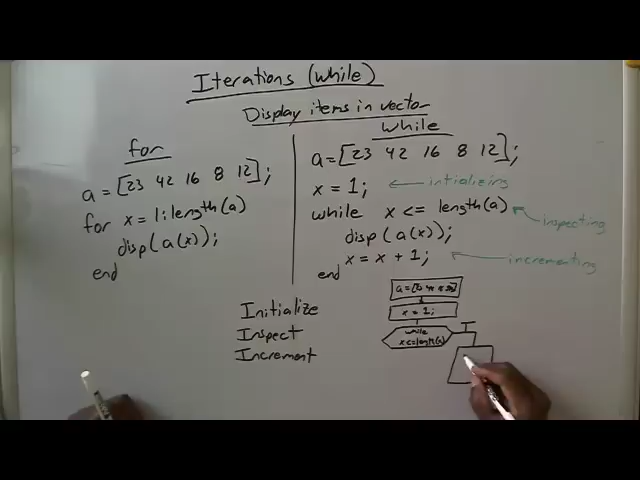 Iterations (while)
Display items in vector
for
a = [23 42 16 8 12];
for x = 1:length(a)
disp(a(x));
end
while
a = [23 42 16 8 12];
x = 1; ← intializing
while x <= length(a) ← inspecting
disp(a(x));
x = x + 1; ← incrementing
end
Initialize
Inspect
Increment
x = 1;
while
x<=length(a)
T